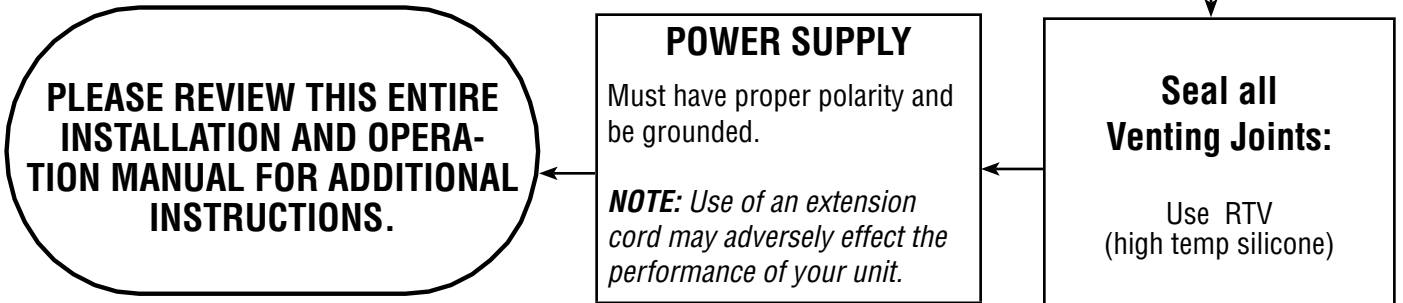 PLEASE REVIEW THIS ENTIRE
INSTALLATION AND OPERA-
TION MANUAL FOR ADDITIONAL
INSTRUCTIONS.
POWER SUPPLY
Must have proper polarity and
be grounded.
NOTE: Use of an extension
cord may adversely effect the
performance of your unit.
Seal all
Venting Joints:
Use RTV
(high temp silicone)